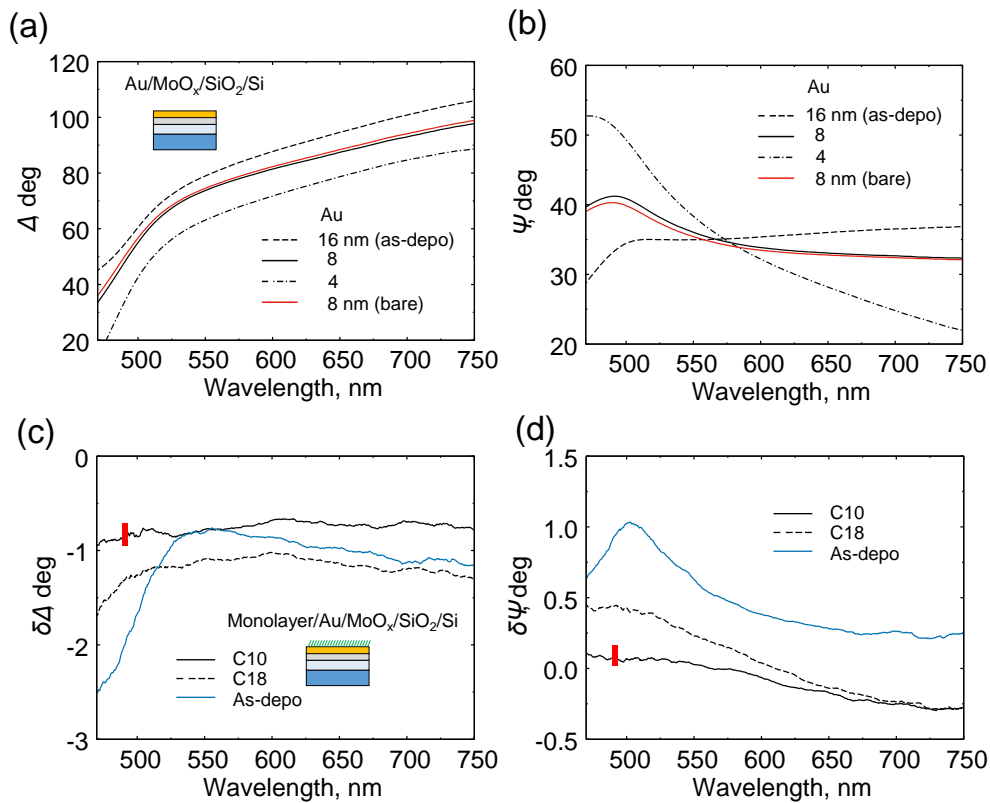 (a)
120
100
80
60
40
20
Δ, deg
Au/MoOx/SiO2/Si
Au
16 nm (as-depo)
8
4
8 nm (bare)
500 550 600 650 700 750
Wavelength, nm
(b)
60
50
40
30
20
Ψ, deg
Au
16 nm (as-depo)
8
4
8 nm (bare)
500 550 600 650 700 750
Wavelength, nm
(c)
0
-1
-2
-3
δΔ, deg
Monolayer/Au/MoOx/SiO2/Si
C10
C18
As-depo
500 550 600 650 700 750
Wavelength, nm
(d)
1.5
1.0
0.5
0.0
-0.5
δΨ, deg
C10
C18
As-depo
500 550 600 650 700 750
Wavelength, nm